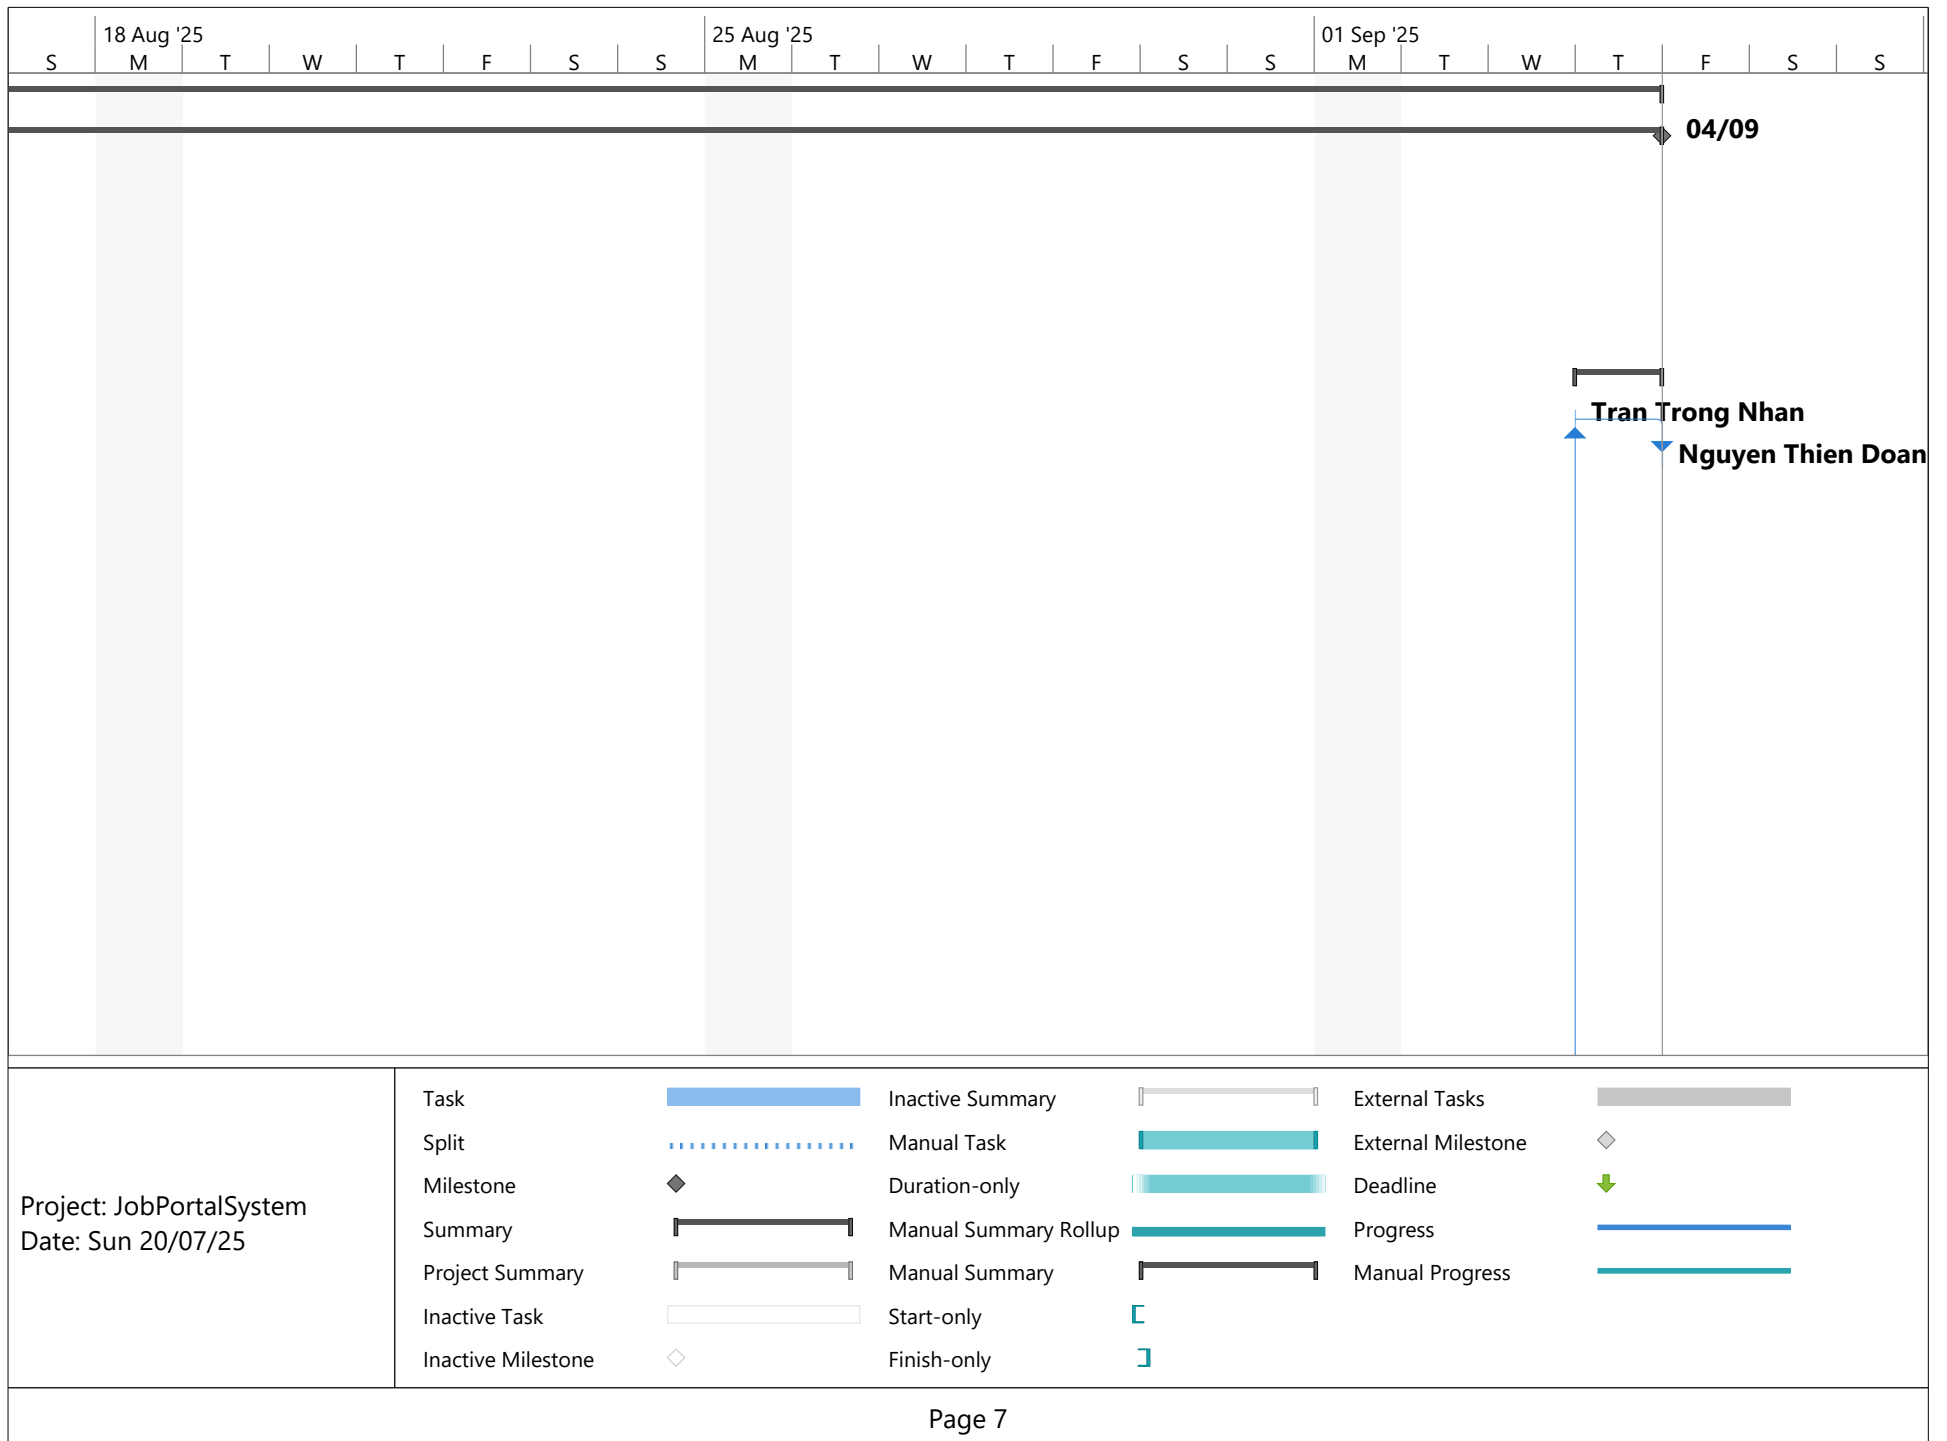 18 Aug '25 25 Aug '25 01 Sep '25
S M T W T F S S M T W T F S S M T W T F S S
04/09
Tran Trong Nhan
Nguyen Thien Doan
Project: JobPortalSystem
Date: Sun 20/07/25
Task
Split
Milestone
Summary
Project Summary
Inactive Task
Inactive Milestone
Inactive Summary
Manual Task
Duration-only
Manual Summary Rollup
Manual Summary
Start-only
Finish-only
External Tasks
External Milestone
Deadline
Progress
Manual Progress
Page 7